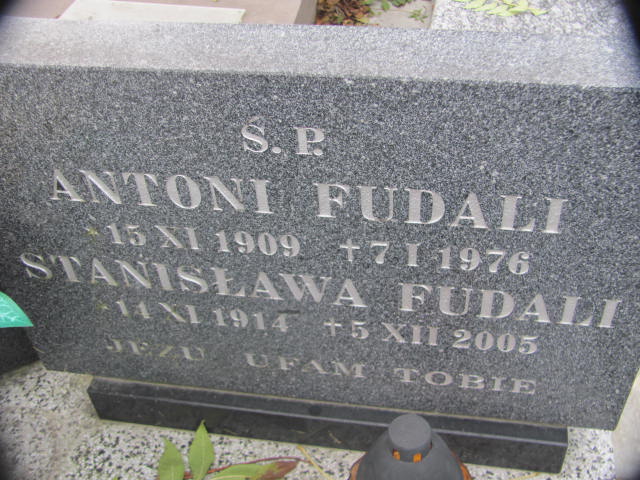 Ś.P.
ANTONI FUDALI
* 15 XI 1909 + 7 I 1976
STANISŁAWA FUDALI
* 14 XI 1914 + 5 XII 2005
JEZU UFAM TOBIE